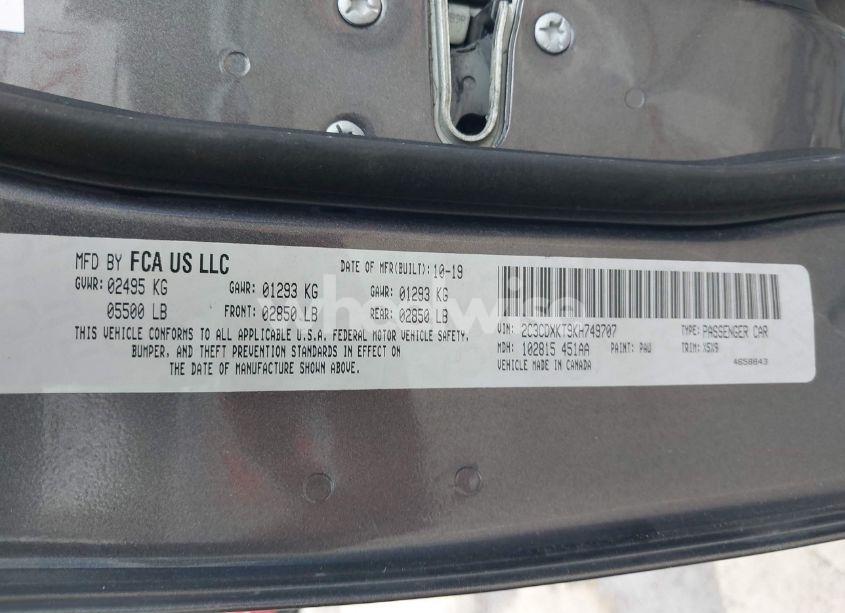 MFD BY FCA US LLC
DATE OF MFR(BUILT): 10-19
GVWR: 02495 KG GAWR: 01293 KG GAWR: 01293 KG
05500 LB FRONT: 02850 LB REAR: 02850 LB
THIS VEHICLE CONFORMS TO ALL APPLICABLE U.S.A. FEDERAL MOTOR VEHICLE SAFETY,
BUMPER, AND THEFT PREVENTION STANDARDS IN EFFECT ON
THE DATE OF MANUFACTURE SHOWN ABOVE.
VIN: 2C3CDXKT9KH749707 TYPE: PASSENGER CAR
MDH: 102815 451AA PAINT: PAU TRIM: X5X9
VEHICLE MADE IN CANADA 4658843